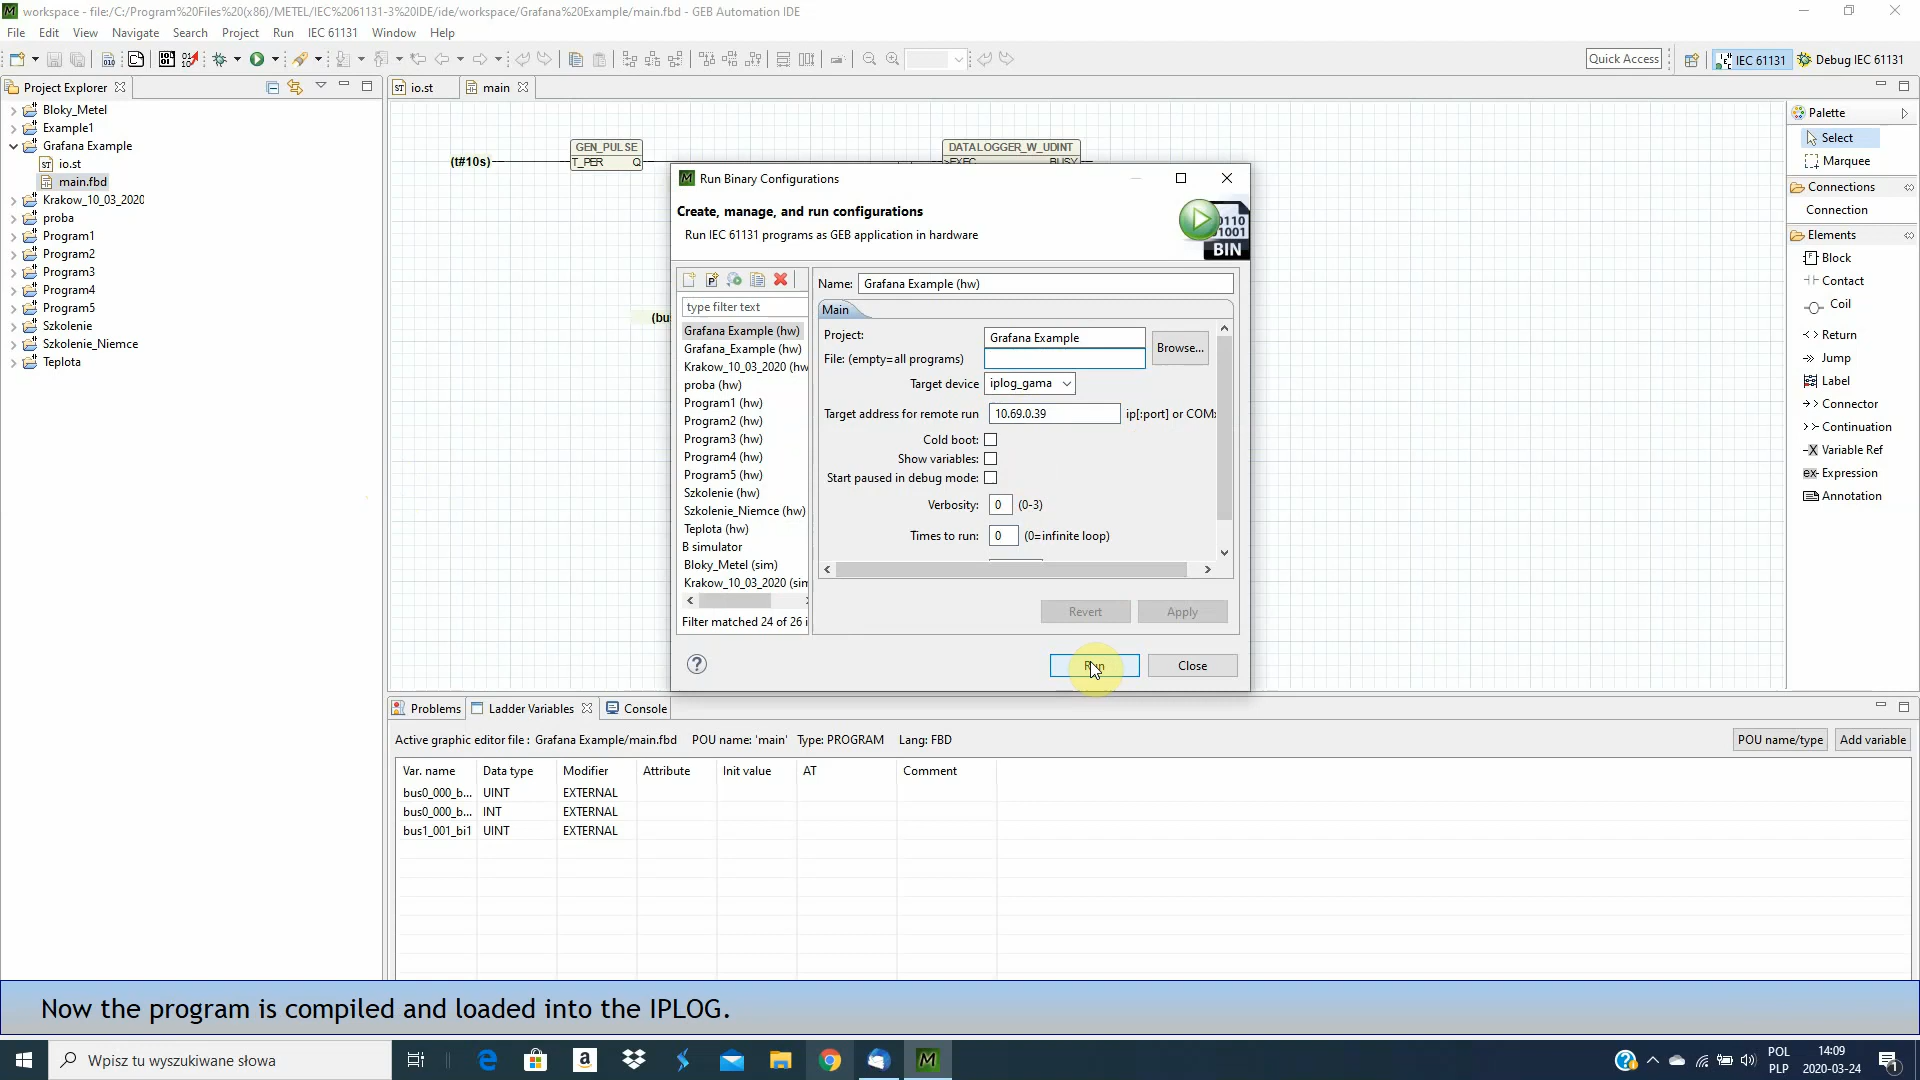 workspace - file:/C:/Program%20Files%20(x86)/METEL/IEC%2061131-3%20IDE/ide/workspace/Grafana%20Example/main.fbd - GEB Automation IDE
File Edit View Navigate Search Project Run IEC 61131 Window Help
Quick Access
IEC 61131
Debug IEC 61131
Project Explorer
Bloky_Metel
Example1
Grafana Example
io.st
main.fbd
Krakow_10_03_2020
proba
Program1
Program2
Program3
Program4
Program5
Szkolenie
Szkolenie_Niemce
Teplota
io.st
main
(t#10s)
GEN_PULSE
T_PER Q
DATALOGGER_W_UDINT
>EXEC BUSY
(bus
Run Binary Configurations
Create, manage, and run configurations
Run IEC 61131 programs as GEB application in hardware
0110
01001
BIN
type filter text
Grafana Example (hw)
Grafana_Example (hw)
Krakow_10_03_2020 (hw
proba (hw)
Program1 (hw)
Program2 (hw)
Program3 (hw)
Program4 (hw)
Program5 (hw)
Szkolenie (hw)
Szkolenie_Niemce (hw)
Teplota (hw)
B simulator
Bloky_Metel (sim)
Krakow_10_03_2020 (sim
Filter matched 24 of 26 i
Name: Grafana Example (hw)
Main
Project: Grafana Example
File: (empty=all programs)
Browse...
Target device iplog_gama
Target address for remote run 10.69.0.39 ip[:port] or COM:
Cold boot:
Show variables:
Start paused in debug mode:
Verbosity: 0 (0-3)
Times to run: 0 (0=infinite loop)
Revert Apply
Run Close
Palette
Select
Marquee
Connections
Connection
Elements
Block
Contact
Coil
Return
Jump
Label
Connector
Continuation
Variable Ref
Expression
Annotation
Problems Ladder Variables Console
Active graphic editor file : Grafana Example/main.fbd POU name: 'main' Type: PROGRAM Lang: FBD
POU name/type Add variable
Var. name Data type Modifier Attribute Init value AT Comment
bus0_000_b... UINT EXTERNAL
bus0_000_b... INT EXTERNAL
bus1_001_bi1 UINT EXTERNAL
Now the program is compiled and loaded into the IPLOG.
Wpisz tu wyszukiwane słowa
POL
PLP
14:09
2020-03-24
1